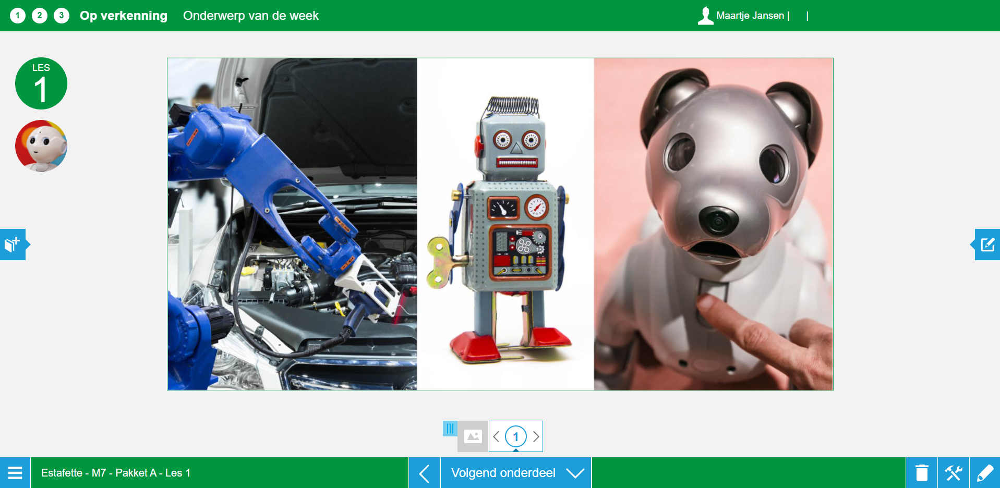 1 2 3 Op verkenning Onderwerp van de week Maartje Jansen | |
LES
1
1
Estafette - M7 - Pakket A - Les 1 Volgend onderdeel